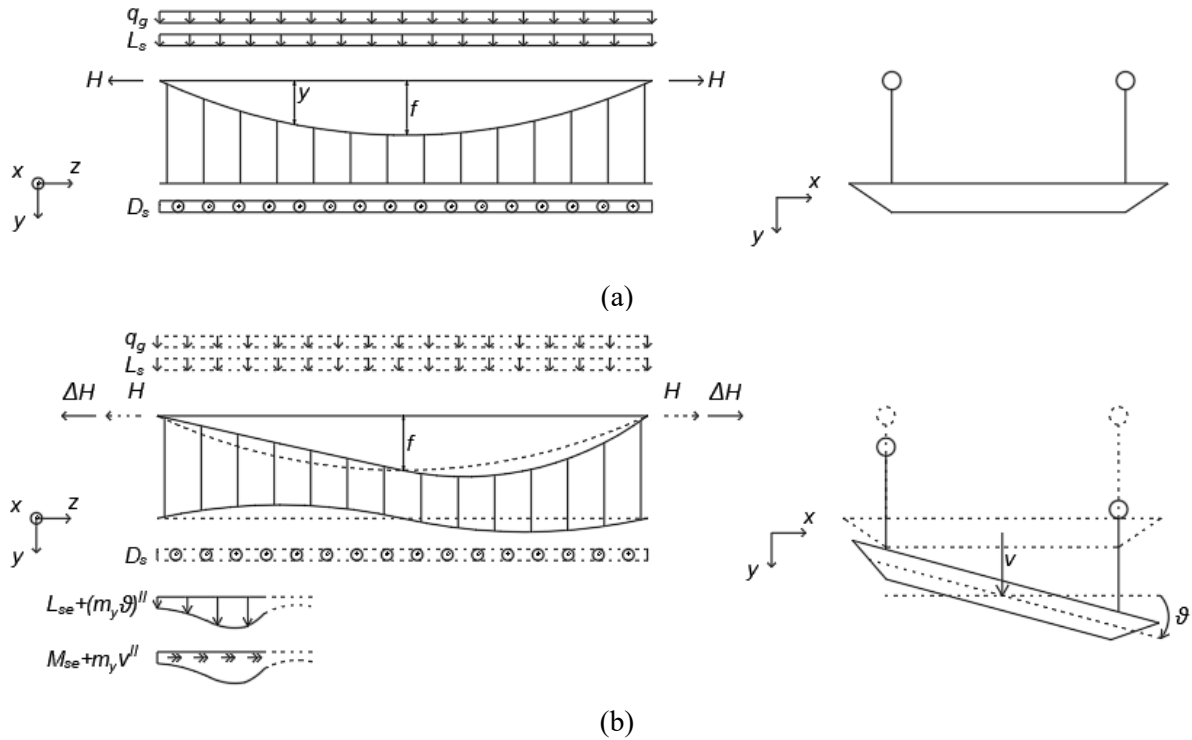 q_g
L_s
H H
y f
x z
y
D_s
x
y
(a)
q_g
L_s
ΔH H H ΔH
f
x z
y
D_s
x
y
v
ϑ
L_se+(m_yϑ)^II
M_se+m_yv^II
(b)